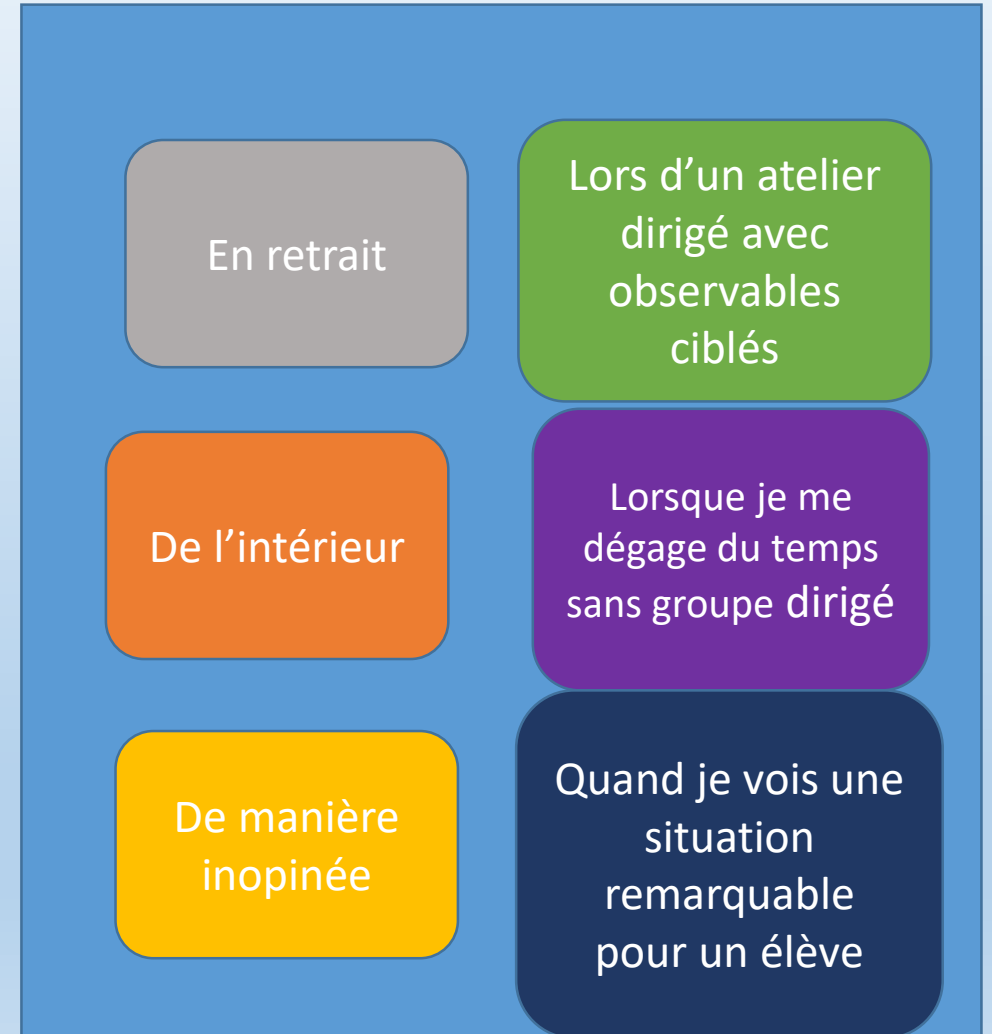 En retrait
Lors d’un atelier
dirigé avec
observables
ciblés
De l’intérieur
Lorsque je me
dégage du temps
sans groupe dirigé
De manière
inopinée
Quand je vois une
situation
remarquable
pour un élève